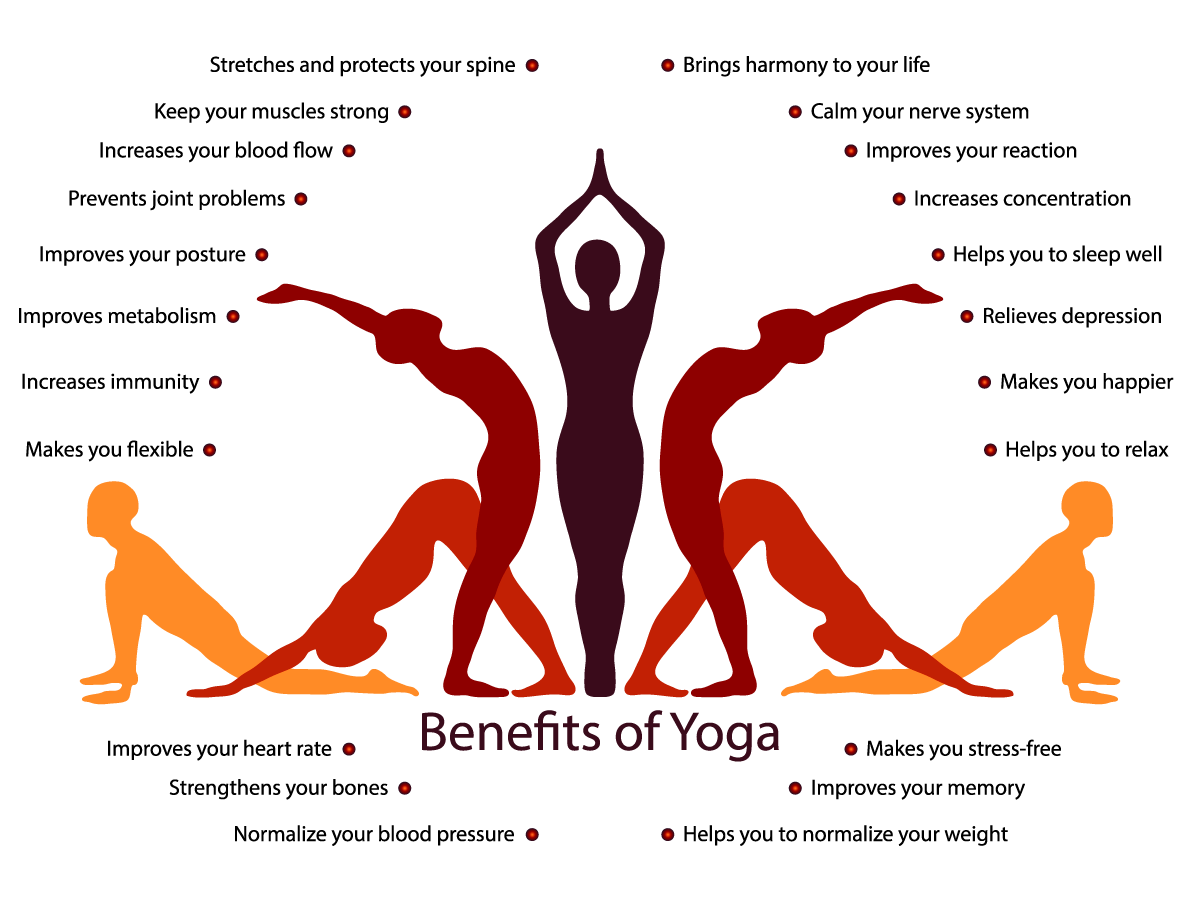 Stretches and protects your spine
Brings harmony to your life
Keep your muscles strong
Calm your nerve system
Increases your blood flow
Improves your reaction
Prevents joint problems
Increases concentration
Improves your posture
Helps you to sleep well
Improves metabolism
Relieves depression
Increases immunity
Makes you happier
Makes you flexible
Helps you to relax
Benefits of Yoga
Improves your heart rate
Makes you stress-free
Strengthens your bones
Improves your memory
Normalize your blood pressure
Helps you to normalize your weight